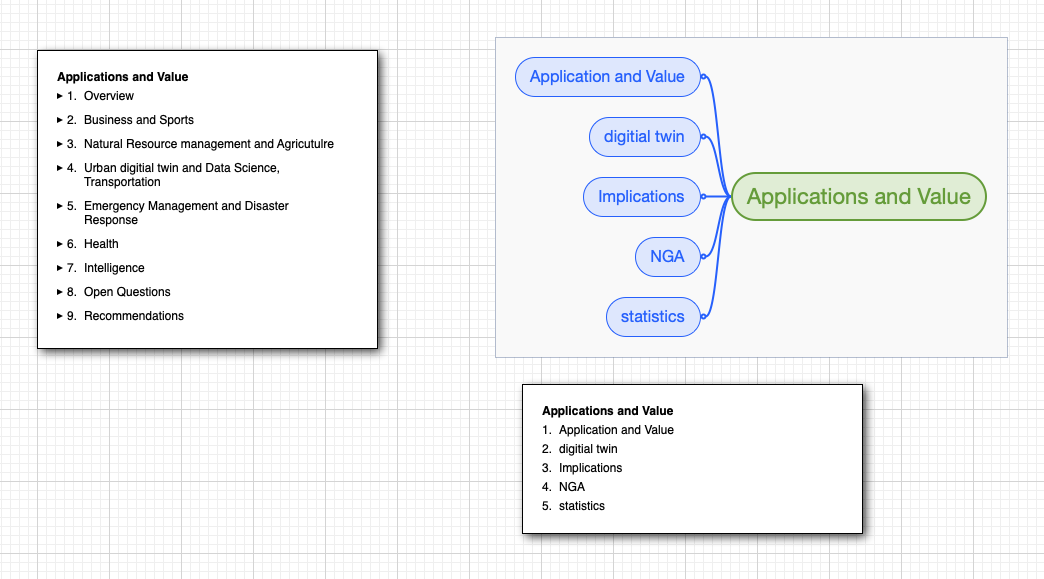 Applications and Value
▸ 1. Overview
▸ 2. Business and Sports
▸ 3. Natural Resource management and Agricutulre
▸ 4. Urban digitial twin and Data Science,
Transportation
▸ 5. Emergency Management and Disaster
Response
▸ 6. Health
▸ 7. Intelligence
▸ 8. Open Questions
▸ 9. Recommendations
Application and Value
digitial twin
Implications
NGA
statistics
Applications and Value
Applications and Value
1. Application and Value
2. digitial twin
3. Implications
4. NGA
5. statistics